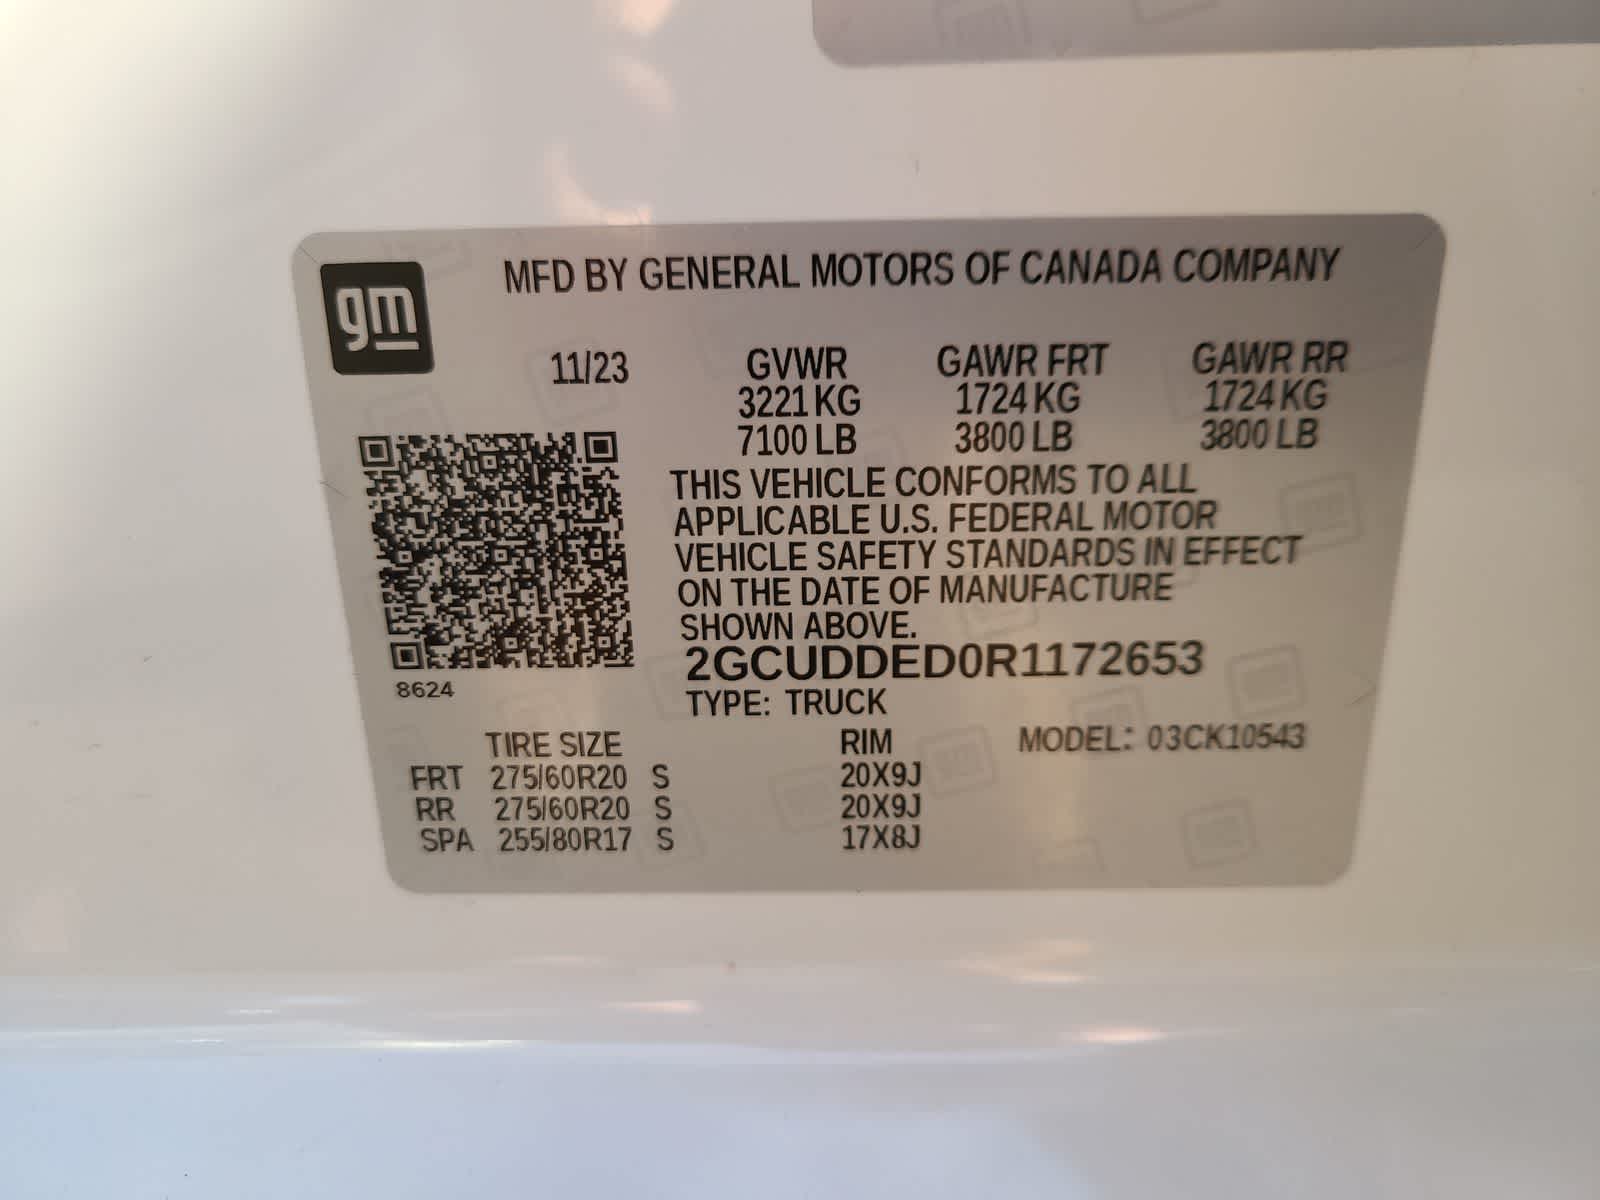 gm
MFD BY GENERAL MOTORS OF CANADA COMPANY
11/23 GVWR GAWR FRT GAWR RR
3221 KG 1724 KG 1724 KG
7100 LB 3800 LB 3800 LB
THIS VEHICLE CONFORMS TO ALL
APPLICABLE U.S. FEDERAL MOTOR
VEHICLE SAFETY STANDARDS IN EFFECT
ON THE DATE OF MANUFACTURE
SHOWN ABOVE.
2GCUDDED0R1172653
8624
TYPE: TRUCK
TIRE SIZE RIM MODEL: 03CK10543
FRT 275/60R20 S 20X9J
RR 275/60R20 S 20X9J
SPA 255/80R17 S 17X8J